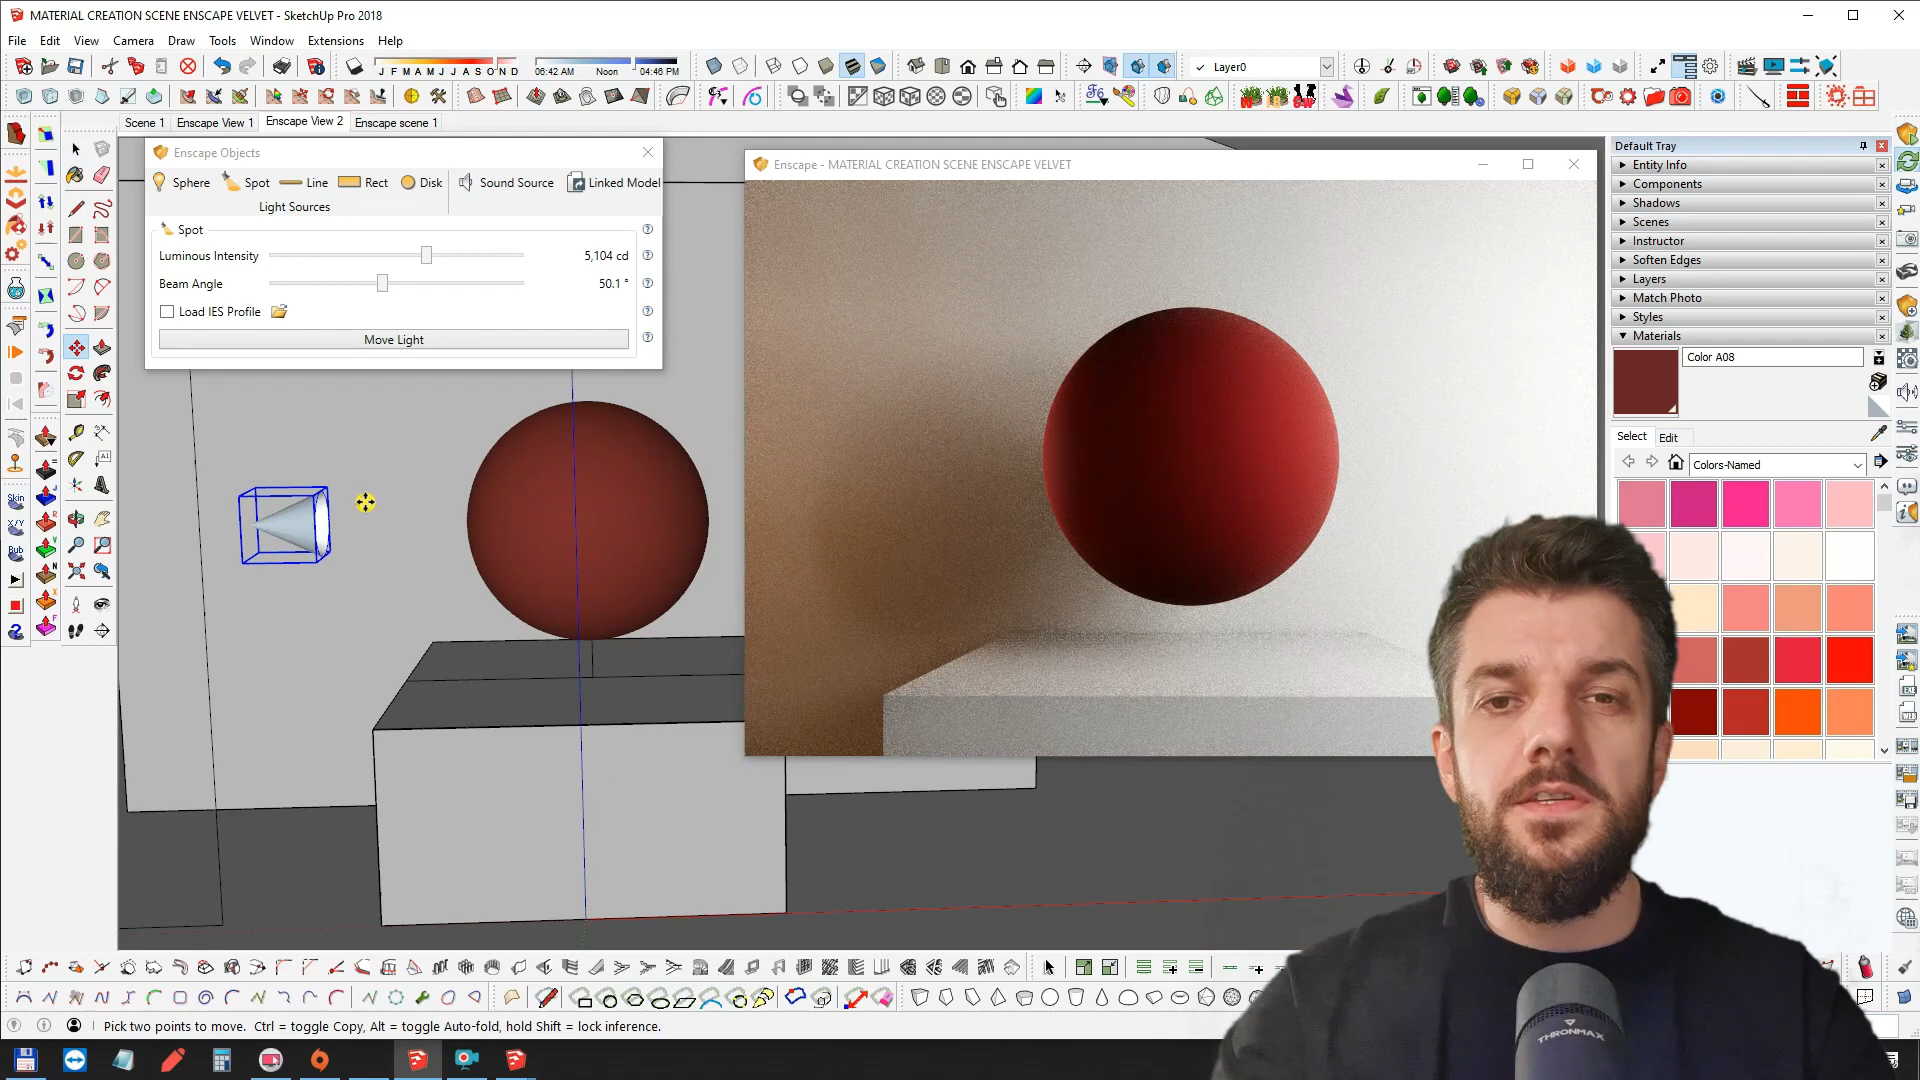 MATERIAL CREATION SCENE ENSCAPE VELVET - SketchUp Pro 2018
File Edit View Camera Draw Tools Window Extensions Help
J F M A M J J A S O N D
06:42 AM Noon 04:46 PM
Layer0
Scene 1 Enscape View 1 Enscape View 2 Enscape scene 1
Enscape Objects
Sphere Spot Line Rect Disk Sound Source Linked Model
Light Sources
Spot
Luminous Intensity 5,104 cd
Beam Angle 50.1 °
Load IES Profile
Move Light
Enscape - MATERIAL CREATION SCENE ENSCAPE VELVET
Default Tray
Entity Info
Components
Shadows
Scenes
Instructor
Soften Edges
Layers
Match Photo
Styles
Materials
Color A08
Select Edit
Colors-Named
Skin
X/Y
Bub
A1
Pick two points to move. Ctrl = toggle Copy, Alt = toggle Auto-fold, hold Shift = lock inference.
THRONMAX